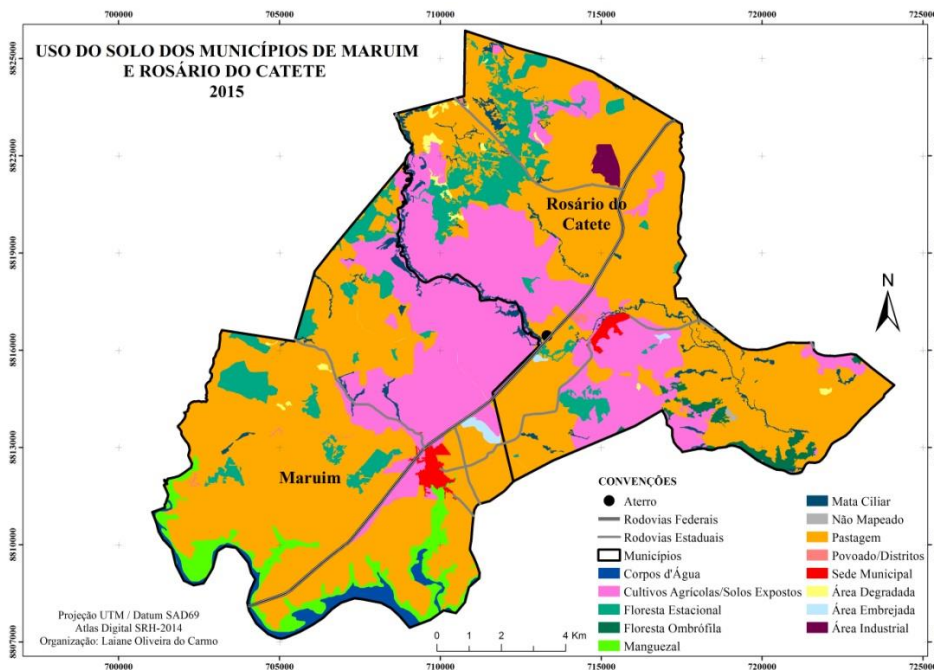 700000 705000 710000 715000 720000 725000
USO DO SOLO DOS MUNICÍPIOS DE MARUIM
E ROSÁRIO DO CATETE
2015
8825000
8822000
8819000
8816000
8813000
8810000
8807000
Rosário do
Catete
Maruim
N
CONVENÇÕES
Aterro
Rodovias Federais
Rodovias Estaduais
Municípios
Corpos d'Água
Cultivos Agrícolas/Solos Expostos
Floresta Estacional
Floresta Ombrófila
Manguezal
Mata Ciliar
Não Mapeado
Pastagem
Povoado/Distritos
Sede Municipal
Área Degradada
Área Embrejada
Área Industrial
Projeção UTM / Datum SAD69
Atlas Digital SRH-2014
Organização: Laiane Oliveira do Carmo
0 1 2 4 Km
700000 705000 710000 715000 720000 725000